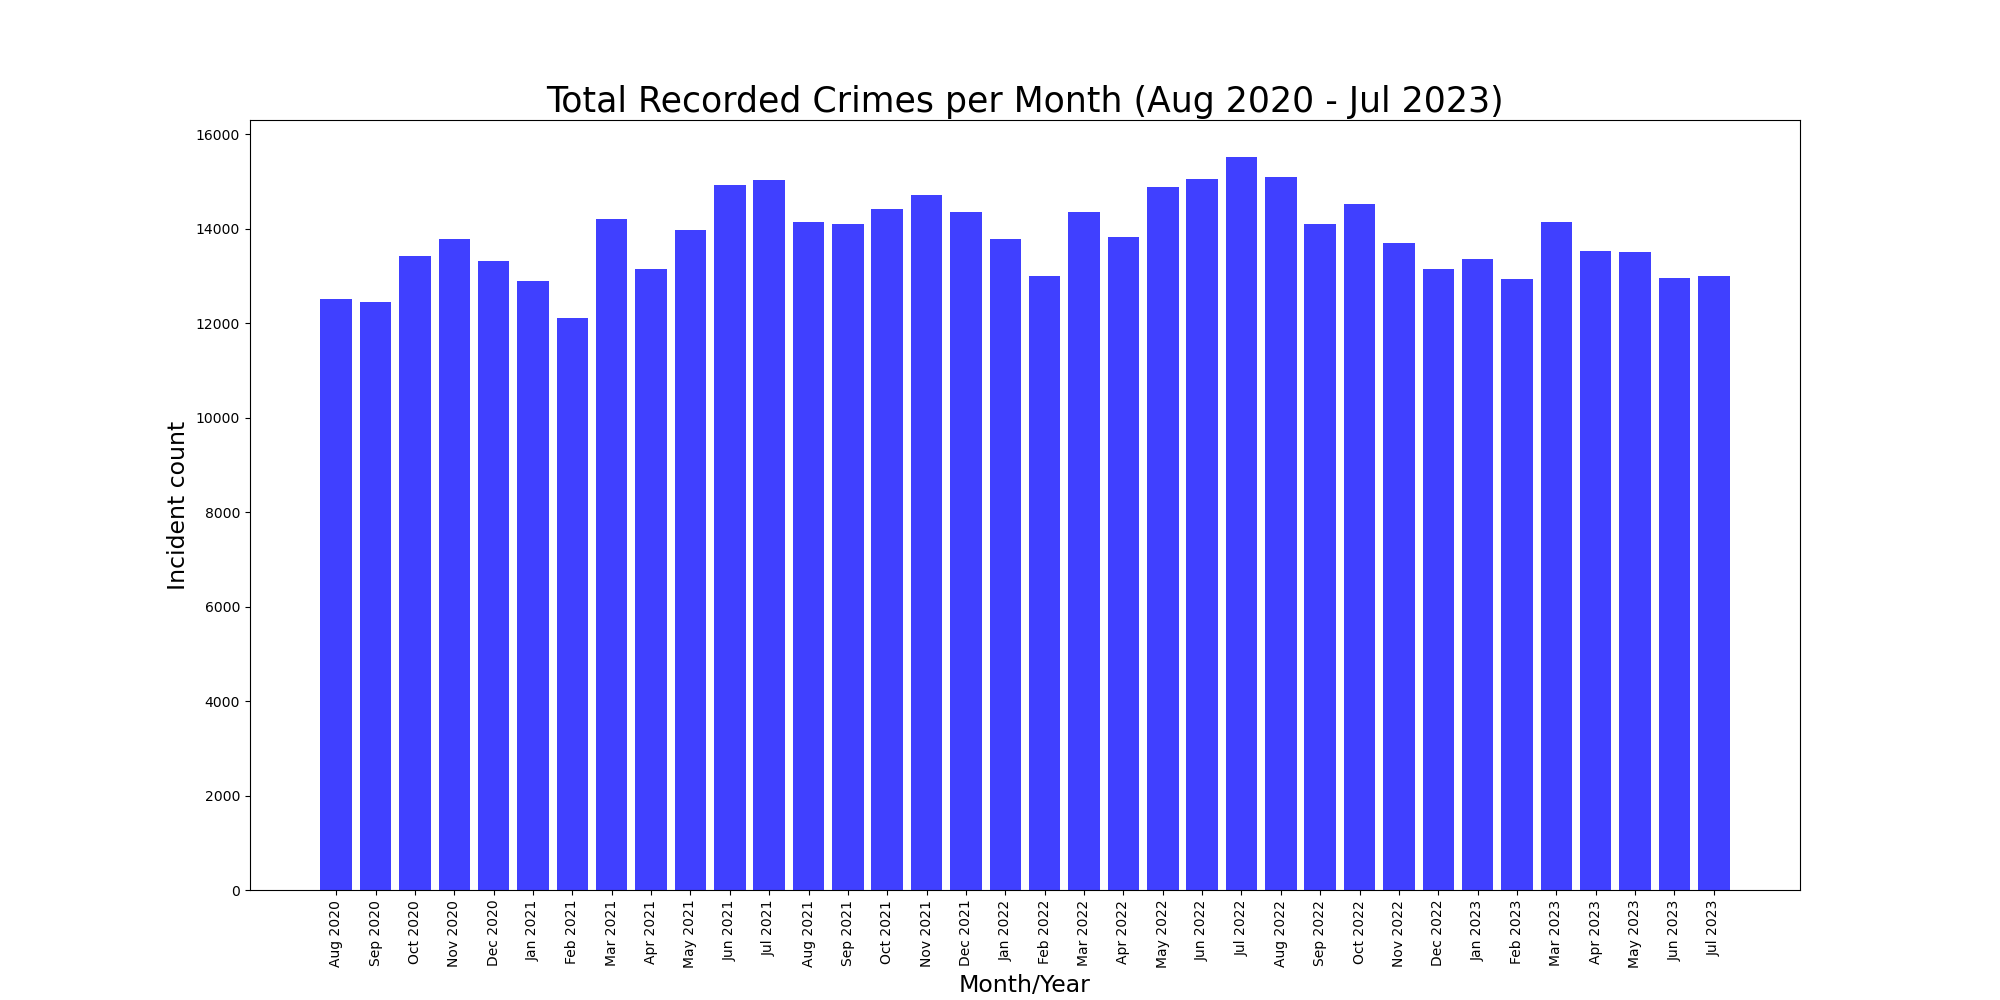 Total Recorded Crimes per Month (Aug 2020 - Jul 2023)
16000
14000
12000
10000
8000
6000
4000
2000
0
Incident count
Aug 2020
Sep 2020
Oct 2020
Nov 2020
Dec 2020
Jan 2021
Feb 2021
Mar 2021
Apr 2021
May 2021
Jun 2021
Jul 2021
Aug 2021
Sep 2021
Oct 2021
Nov 2021
Dec 2021
Jan 2022
Feb 2022
Mar 2022
Apr 2022
May 2022
Jun 2022
Jul 2022
Aug 2022
Sep 2022
Oct 2022
Nov 2022
Dec 2022
Jan 2023
Feb 2023
Mar 2023
Apr 2023
May 2023
Jun 2023
Jul 2023
Month/Year